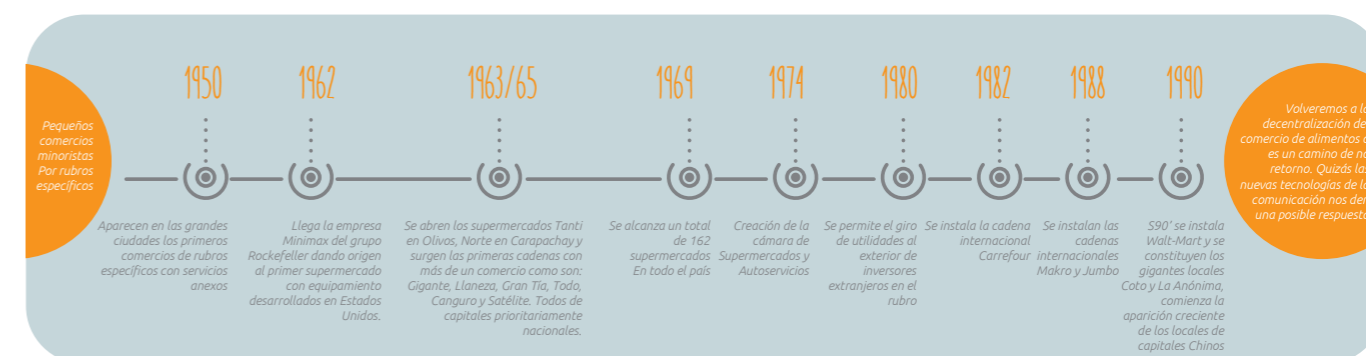 Pequeños
comercios
minoristas
Por rubros
específicos
1950
Aparecen en las grandes
ciudades los primeros
comercios de rubros
específicos con servicios
anexos
1962
Llega la empresa
Minimax del grupo
Rockefeller dando origen
al primer supermercado
con equipamiento
desarrollados en Estados
Unidos.
1963/65
Se abren los supermercados Tanti
en Olivos, Norte en Carapachay y
surgen las primeras cadenas con
más de un comercio como son:
Gigante, Llaneza, Gran Tía, Todo,
Canguro y Satélite. Todos de
capitales prioritariamente
nacionales.
1969
Se alcanza un total
de 162
supermercados
En todo el país
1974
Creación de la
cámara de
Supermercados y
Autoservicios
1980
Se permite el giro
de utilidades al
exterior de
inversores
extranjeros en el
rubro
1982
Se instala la cadena
internacional
Carrefour
1988
Se instalan las
cadenas
internacionales
Makro y Jumbo
1990
S90’ se instala
Walt-Mart y se
constituyen los
gigantes locales
Coto y La Anónima,
comienza la
aparición creciente
de los locales de
capitales Chinos
Volveremos a la
decentralización de
comercio de alimentos o
es un camino de no
retorno. Quizás las
nuevas tecnologías de la
comunicación nos den
una posible respuesta